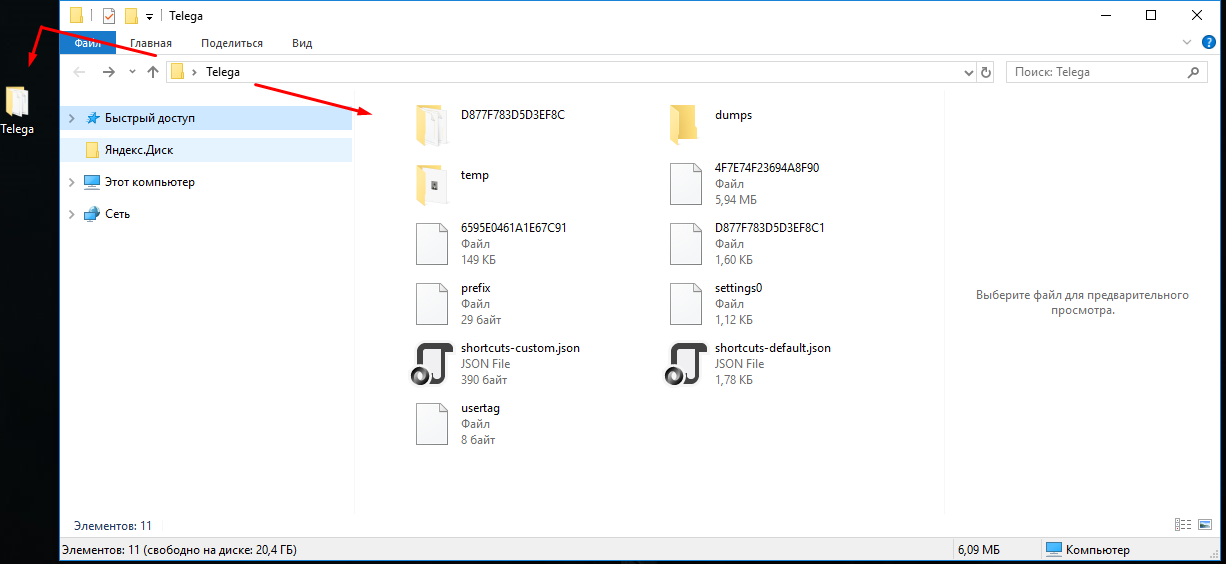 Telega
Файл
Главная
Поделиться
Вид
Telega
Поиск: Telega
Telega
Быстрый доступ
Яндекс.Диск
Этот компьютер
Сеть
D877F783D5D3EF8C
dumps
temp
4F7E74F23694A8F90
Файл
5,94 МБ
6595E0461A1E67C91
Файл
149 КБ
D877F783D5D3EF8C1
Файл
1,60 КБ
prefix
Файл
29 байт
settings0
Файл
1,12 КБ
shortcuts-custom.json
JSON File
390 байт
shortcuts-default.json
JSON File
1,78 КБ
usertag
Файл
8 байт
Выберите файл для предварительного
просмотра.
Элементов: 11
Элементов: 11 (свободно на диске: 20,4 ГБ)
6,09 МБ
Компьютер